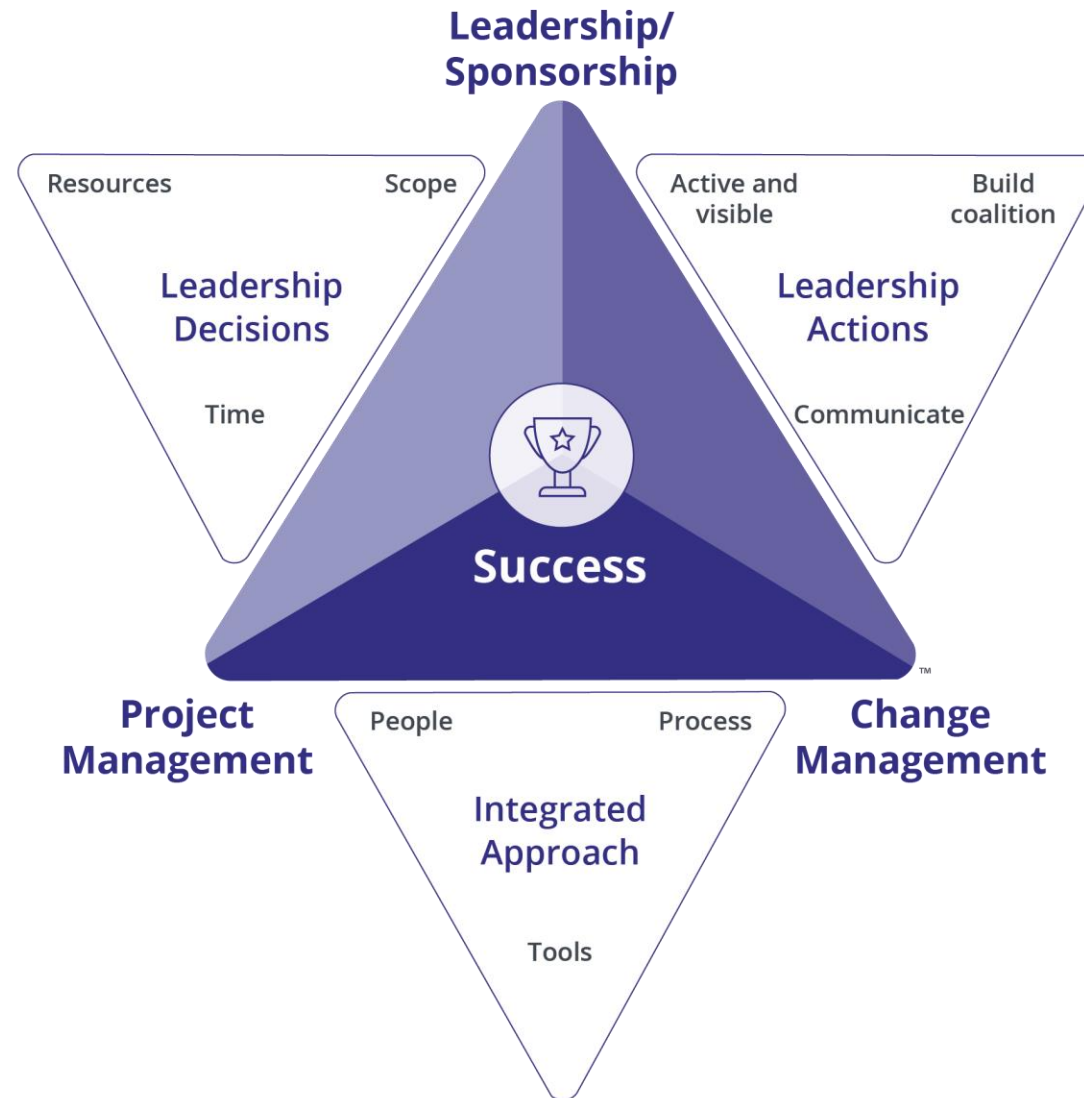 Leadership/
Sponsorship
Resources
Scope
Leadership
Decisions
Time
Active and
visible
Build
coalition
Leadership
Actions
Communicate
Success
™
Project
Management
Change
Management
People
Process
Integrated
Approach
Tools